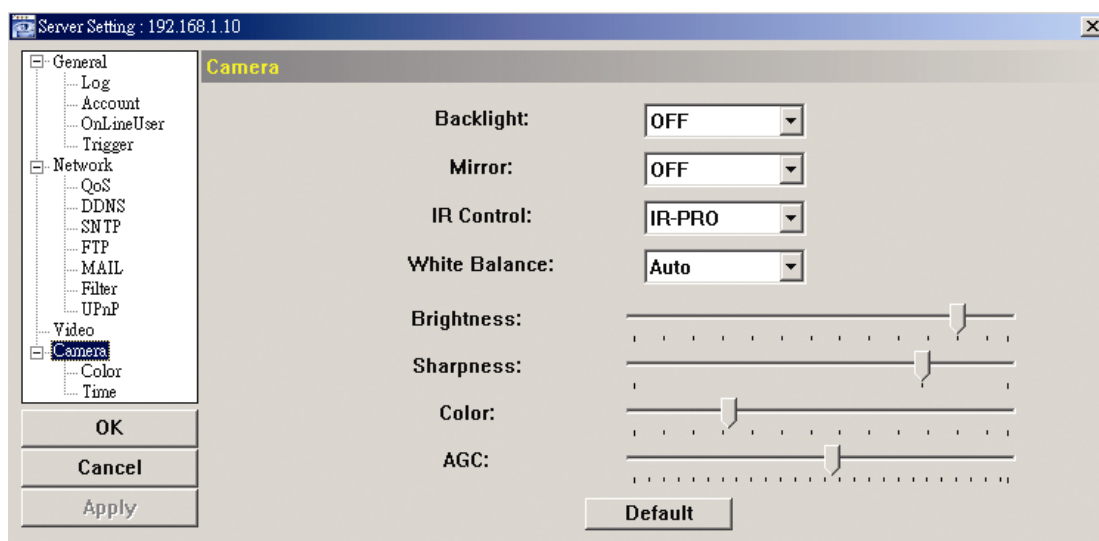 Server Setting : 192.168.1.10
General
Log
Account
OnLineUser
Trigger
Network
QoS
DDNS
SNTP
FTP
MAIL
Filter
UPnP
Video
Camera
Color
Time
OK
Cancel
Apply
Camera
Backlight: OFF
Mirror: OFF
IR Control: IR-PRO
White Balance: Auto
Brightness:
Sharpness:
Color:
AGC:
Default